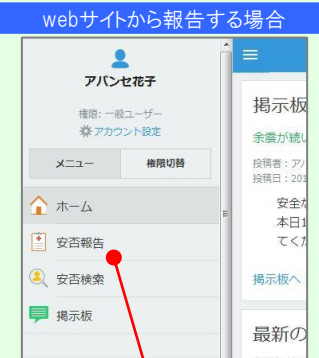 webサイトから報告する場合
アバンセ花子
権限: 一般ユーザー
アカウント設定
メニュー
権限切替
ホーム
安否報告
安否検索
掲示板
掲示板
余震が続い
投稿者：アバ
投稿日：201
安全な
本日1
てくだ
掲示板へ
最新の